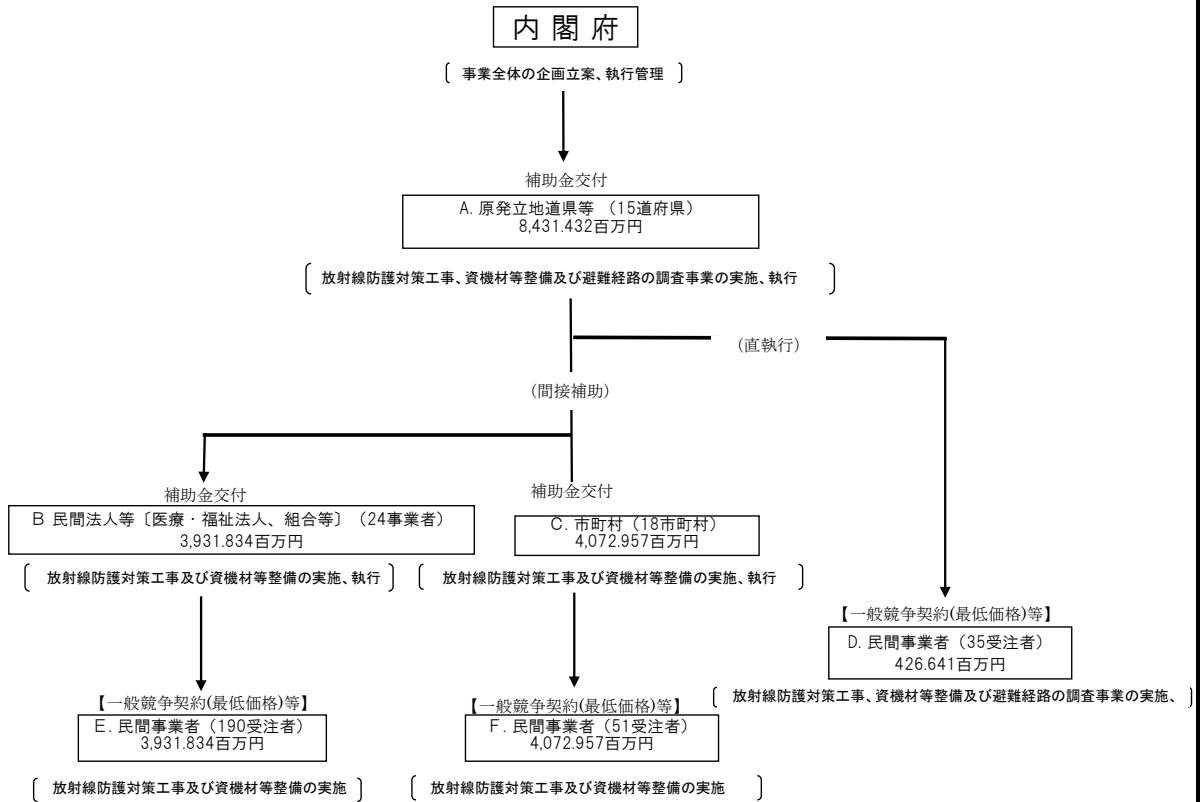 内閣府
〔 事業全体の企画立案、執行管理 〕
補助金交付
A. 原発立地道県等 （15道府県）
8,431.432百万円
〔 放射線防護対策工事、資機材等整備及び避難経路の調査事業の実施、執行 〕
(直執行)
(間接補助)
補助金交付
B 民間法人等〔医療・福祉法人、組合等〕（24事業者）
3,931.834百万円
〔 放射線防護対策工事及び資機材等整備の実施、執行 〕
補助金交付
C. 市町村（18市町村）
4,072.957百万円
〔 放射線防護対策工事及び資機材等整備の実施、執行 〕
【一般競争契約(最低価格)等】
D. 民間事業者（35受注者）
426.641百万円
〔 放射線防護対策工事、資機材等整備及び避難経路の調査事業の実施、 〕
【一般競争契約(最低価格)等】
E. 民間事業者（190受注者）
3,931.834百万円
〔 放射線防護対策工事及び資機材等整備の実施 〕
【一般競争契約(最低価格)等】
F. 民間事業者（51受注者）
4,072.957百万円
〔 放射線防護対策工事及び資機材等整備の実施 〕